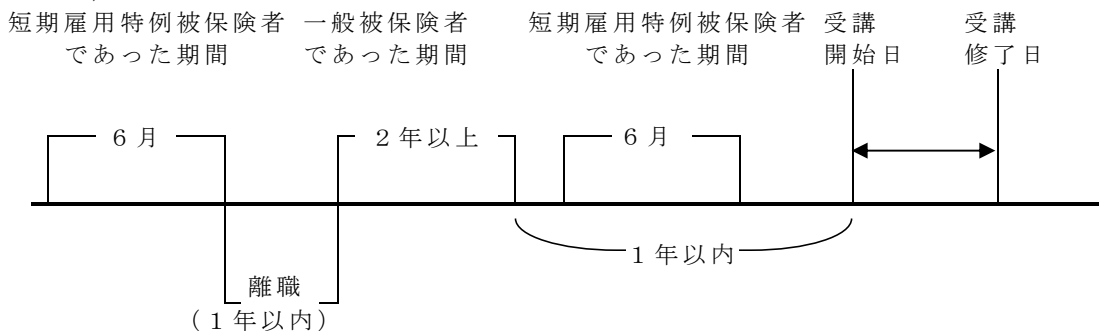 短期雇用特例被保険者 一般被保険者 短期雇用特例被保険者 受講 受講
であった期間 であった期間 であった期間 開始日 修了日
6月 2年以上 6月
1年以内
離職
(1年以内)